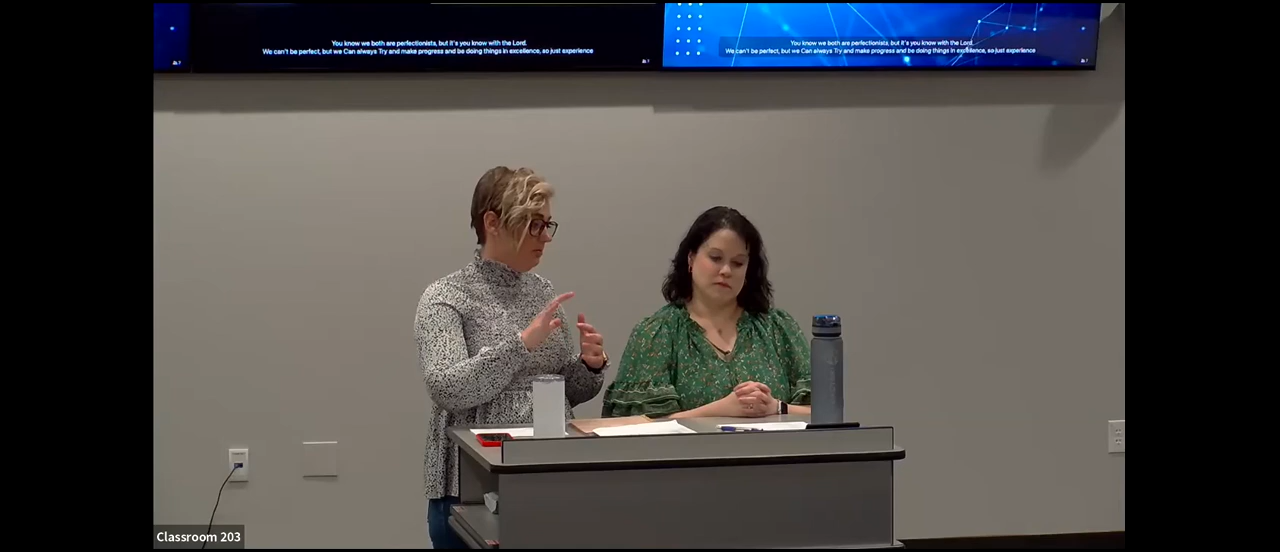 You know we both are perfectionists, but it's you know with the Lord.
We can't be perfect, but we Can always Try and make progress and be doing things in excellence, so just experience
You know we both are perfectionists, but it's you know with the Lord.
We can't be perfect, but we Can always Try and make progress and be doing things in excellence, so just experience
Classroom 203